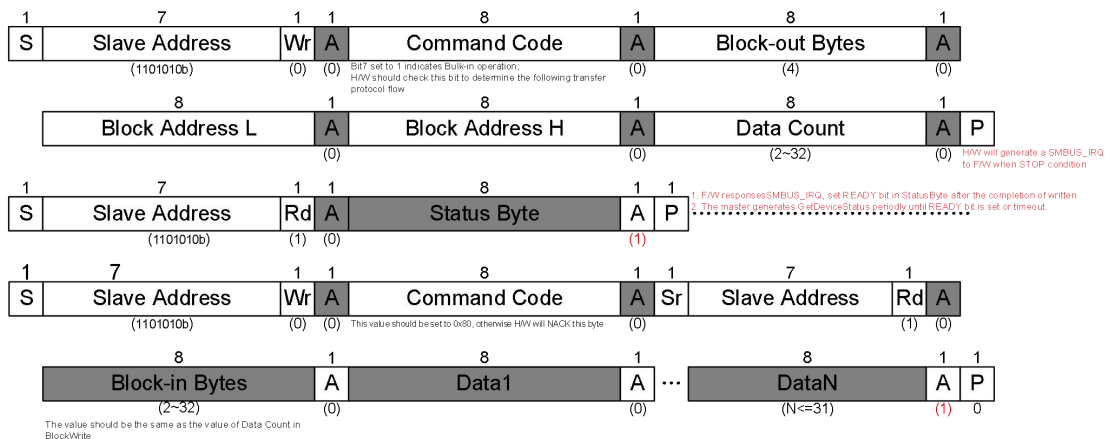 1 7 1 1 8 1 8 1
S Slave Address Wr A Command Code A Block-out Bytes A
(1101010b) (0) (0) (0) (4) (0)
Bit7 set to 1 indicates Bulk-in operation;
H/W should check this bit to determine the following transfer
protocol flow
8 1 8 1 8 1
Block Address L A Block Address H A Data Count A P
(0) (0) (2~32) (0)
H/W will generate a SMBUS_IRQ
to F/W when STOP condition
1 7 1 1 8 1 1
S Slave Address Rd A Status Byte A P
(1101010b) (1) (0) (1)
1. F/W responsesSMBUS_IRQ, set READY bit in StatusByte after the completion of written.
2. The master generates GetDeviceStatus periodly until READY bit is set or timeout.
1 7 1 1 8 1 1 7 1
S Slave Address Wr A Command Code A Sr Slave Address Rd A
(1101010b) (0) (0) (0) (1) (0)
This value should be set to 0x80, otherwise H/W will NACK this byte
8 1 8 1 8 1 1
Block-in Bytes A Data1 A ... DataN A P
(2~32) (0) (0) (N<=31) (1) 0
The value should be the same as the value of Data Count in
BlockWrite